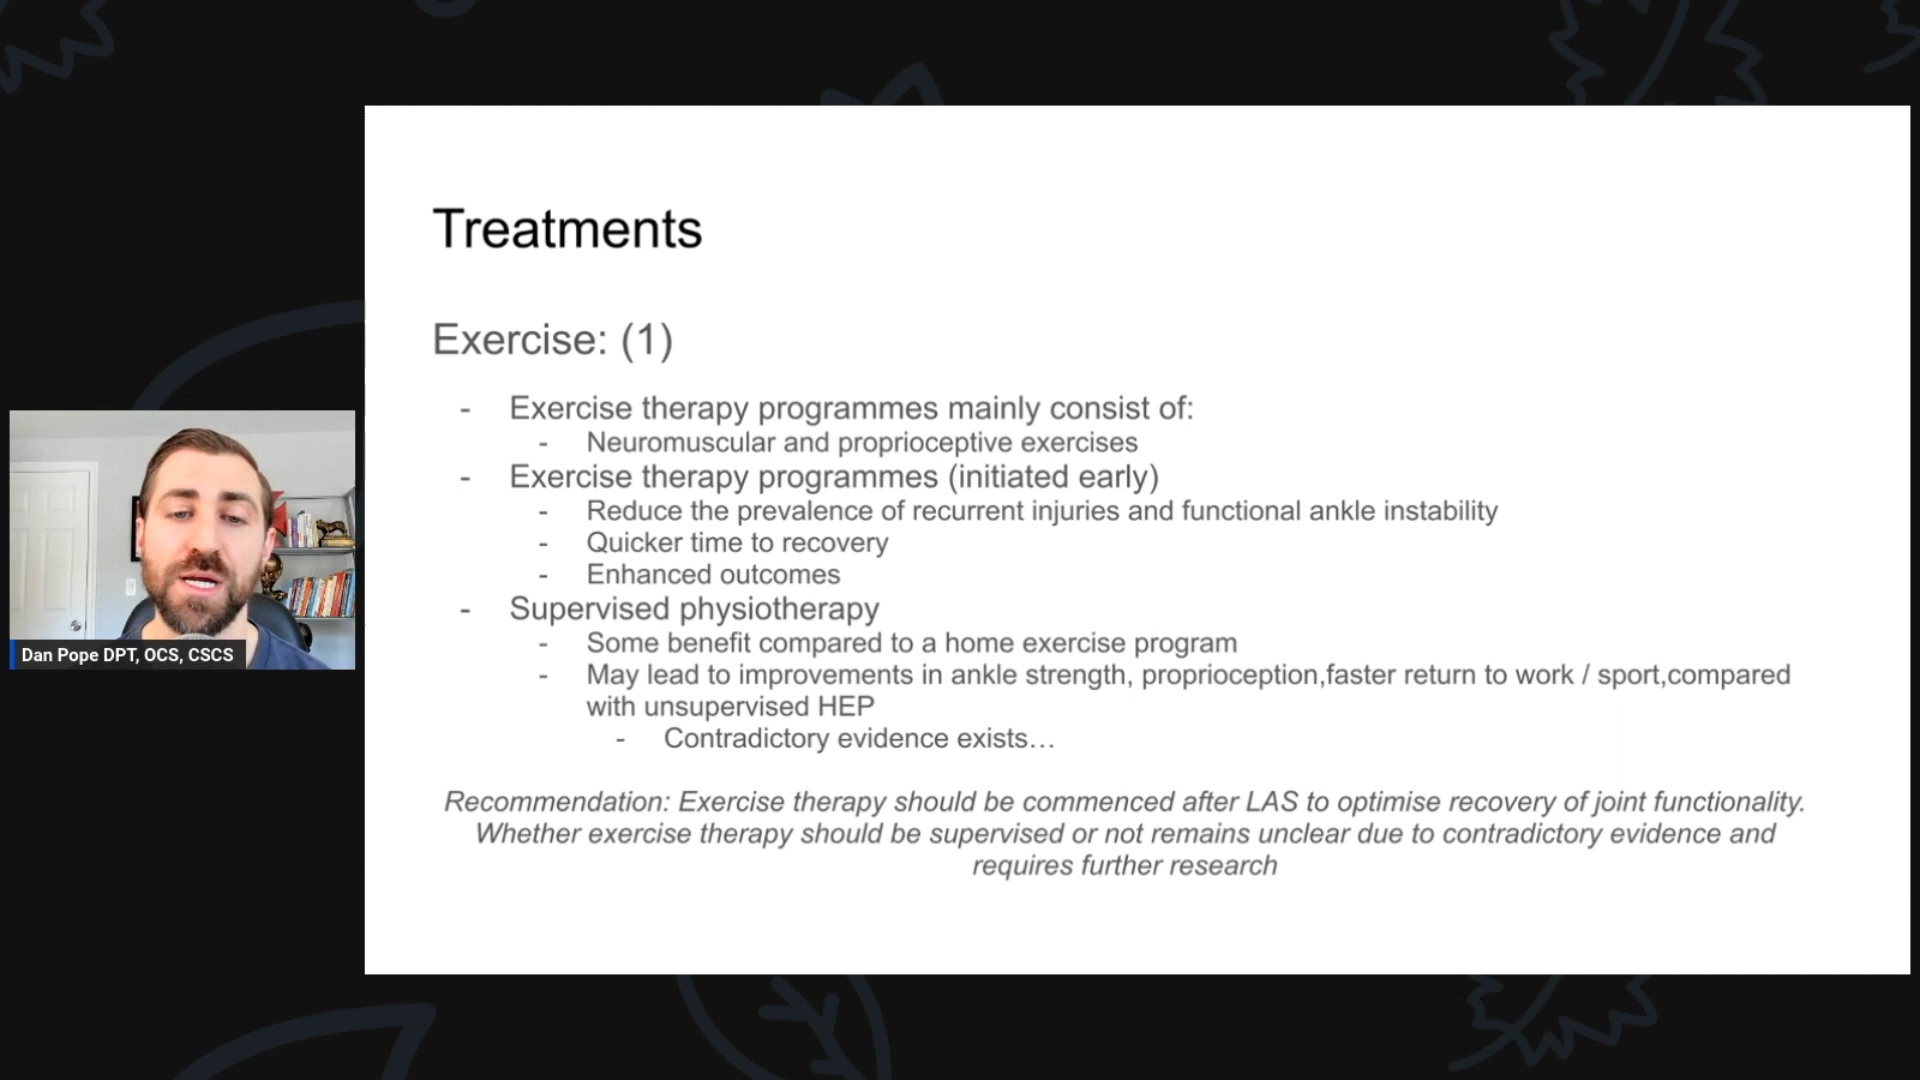 Treatments
Exercise: (1)
- Exercise therapy programmes mainly consist of:
- Neuromuscular and proprioceptive exercises
- Exercise therapy programmes (initiated early)
- Reduce the prevalence of recurrent injuries and functional ankle instability
- Quicker time to recovery
- Enhanced outcomes
- Supervised physiotherapy
- Some benefit compared to a home exercise program
- May lead to improvements in ankle strength, proprioception,faster return to work / sport,compared
with unsupervised HEP
- Contradictory evidence exists…
Recommendation: Exercise therapy should be commenced after LAS to optimise recovery of joint functionality.
Whether exercise therapy should be supervised or not remains unclear due to contradictory evidence and
requires further research
Dan Pope DPT, OCS, CSCS